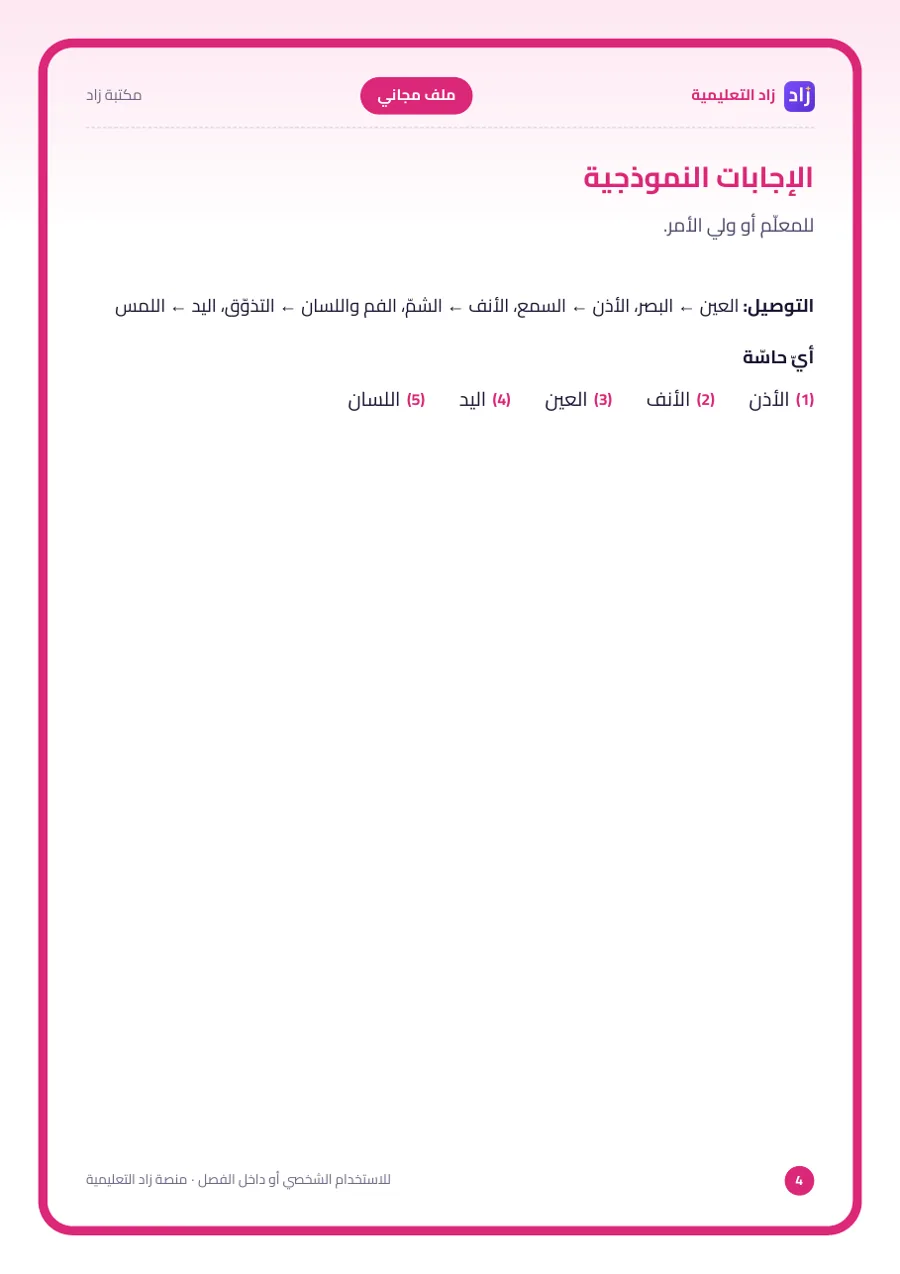 زاد زاد التعليمية
ملف مجاني
مكتبة زاد
الإجابات النموذجية
للمعلّم أو ولي الأمر.
التوصيل: العين ← البصر، الأذن ← السمع، الأنف ← الشمّ، الفم واللسان ← التذوّق، اليد ← اللمس
أيّ حاسّة
(1) الأذن (2) الأنف (3) العين (4) اليد (5) اللسان
4
للاستخدام الشخصي أو داخل الفصل · منصة زاد التعليمية